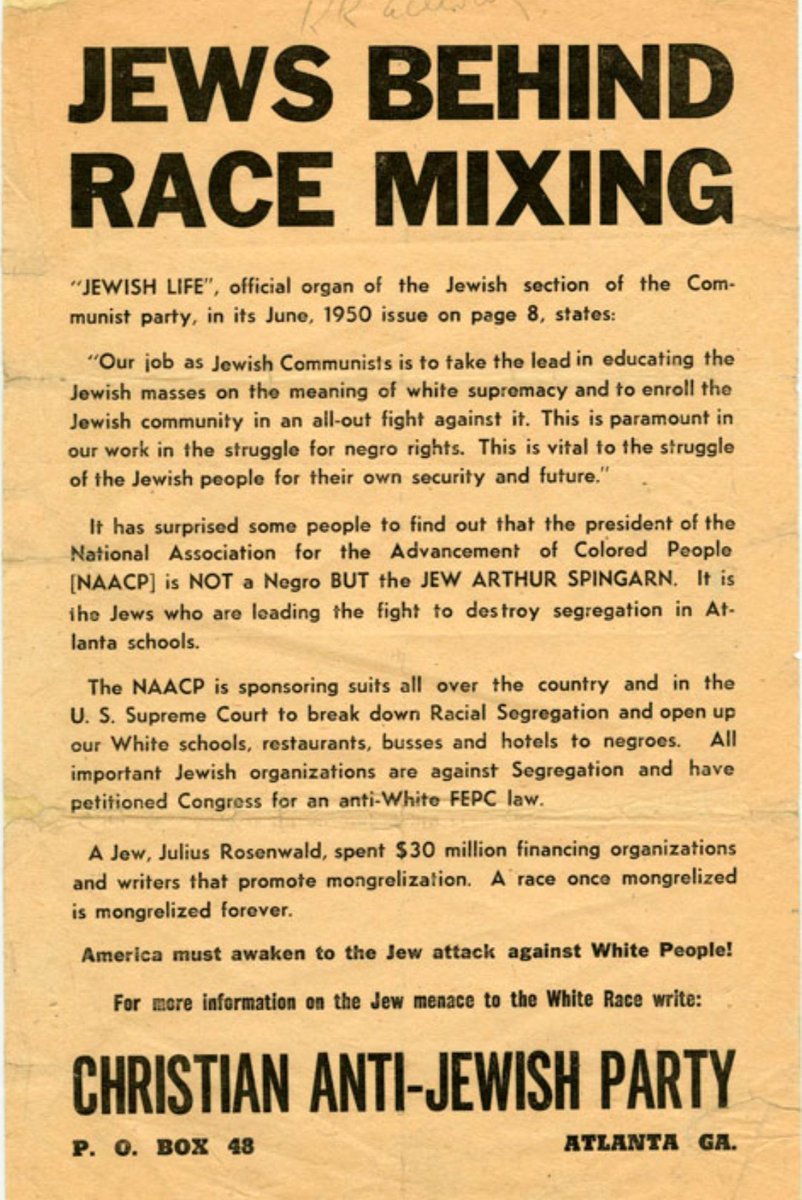 JEWS BEHIND
RACE MIXING
"JEWISH LIFE", official organ of the Jewish section of the Com-
munist party, in its June, 1950 issue on page 8, states:
"Our job as Jewish Communists is to take the lead in educating the
Jewish masses on the meaning of white supremacy and to enroll the
Jewish community in an all-out fight against it. This is paramount in
our work in the struggle for negro rights. This is vital to the struggle
of the Jewish people for their own security and future."
It has surprised some people to find out that the president of the
National Association for the Advancement of Colored People
[NAACP] is NOT a Negro BUT the JEW ARTHUR SPINGARN. It is
the Jews who are leading the fight to destroy segregation in At-
lanta schools.
The NAACP is sponsoring suits all over the country and in the
U. S. Supreme Court to break down Racial Segregation and open up
our White schools, restaurants, busses and hotels to negroes. All
important Jewish organizations are against Segregation and have
petitioned Congress for an anti-White FEPC law.
A Jew, Julius Rosenwald, spent $30 million financing organizations
and writers that promote mongrelization. A race once mongrelized
is mongrelized forever.
America must awaken to the Jew attack against White People!
For more information on the Jew menace to the White Race write:
CHRISTIAN ANTI-JEWISH PARTY
P. O. BOX 48 ATLANTA GA.